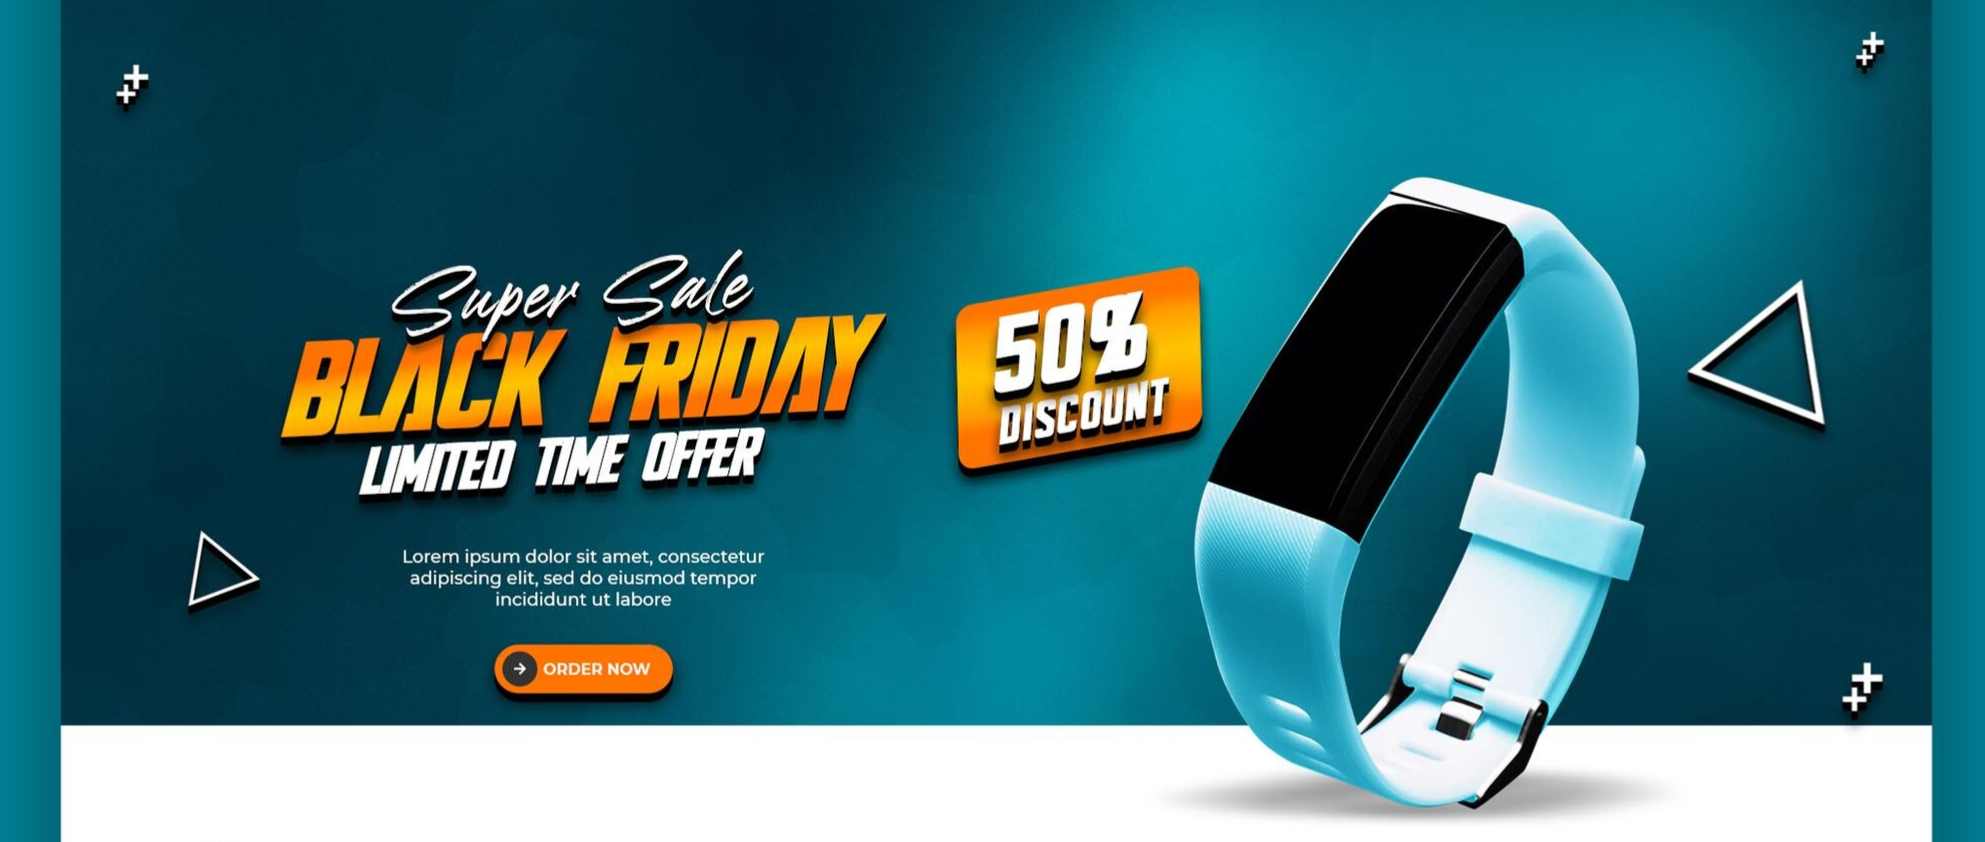 Super Sale
BLACK FRIDAY
LIMITED TIME OFFER
50%
DISCOUNT
Lorem ipsum dolor sit amet, consectetur
adipiscing elit, sed do eiusmod tempor
incididunt ut labore
ORDER NOW